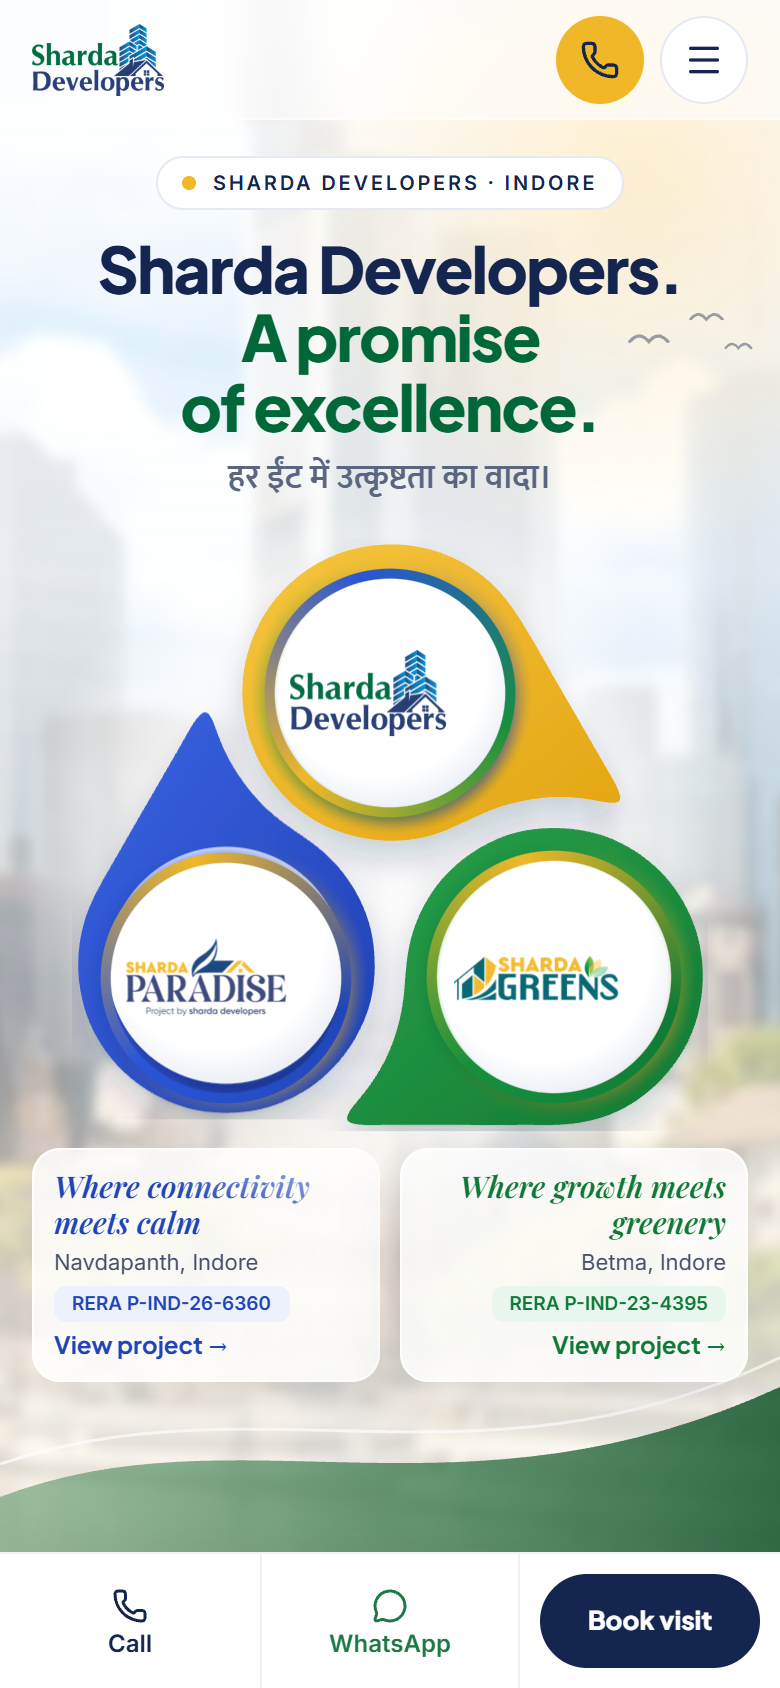 Sharda
Developers
SHARDA DEVELOPERS · INDORE
Sharda Developers.
A promise
of excellence.
हर ईंट में उत्कृष्टता का वादा।
Sharda
Developers
SHARDA
PARADISE
Project by sharda developers
SHARDA
GREENS
Where connectivity
meets calm
Navdapanth, Indore
RERA P-IND-26-6360
View project →
Where growth meets
greenery
Betma, Indore
RERA P-IND-23-4395
View project →
Call
WhatsApp
Book visit